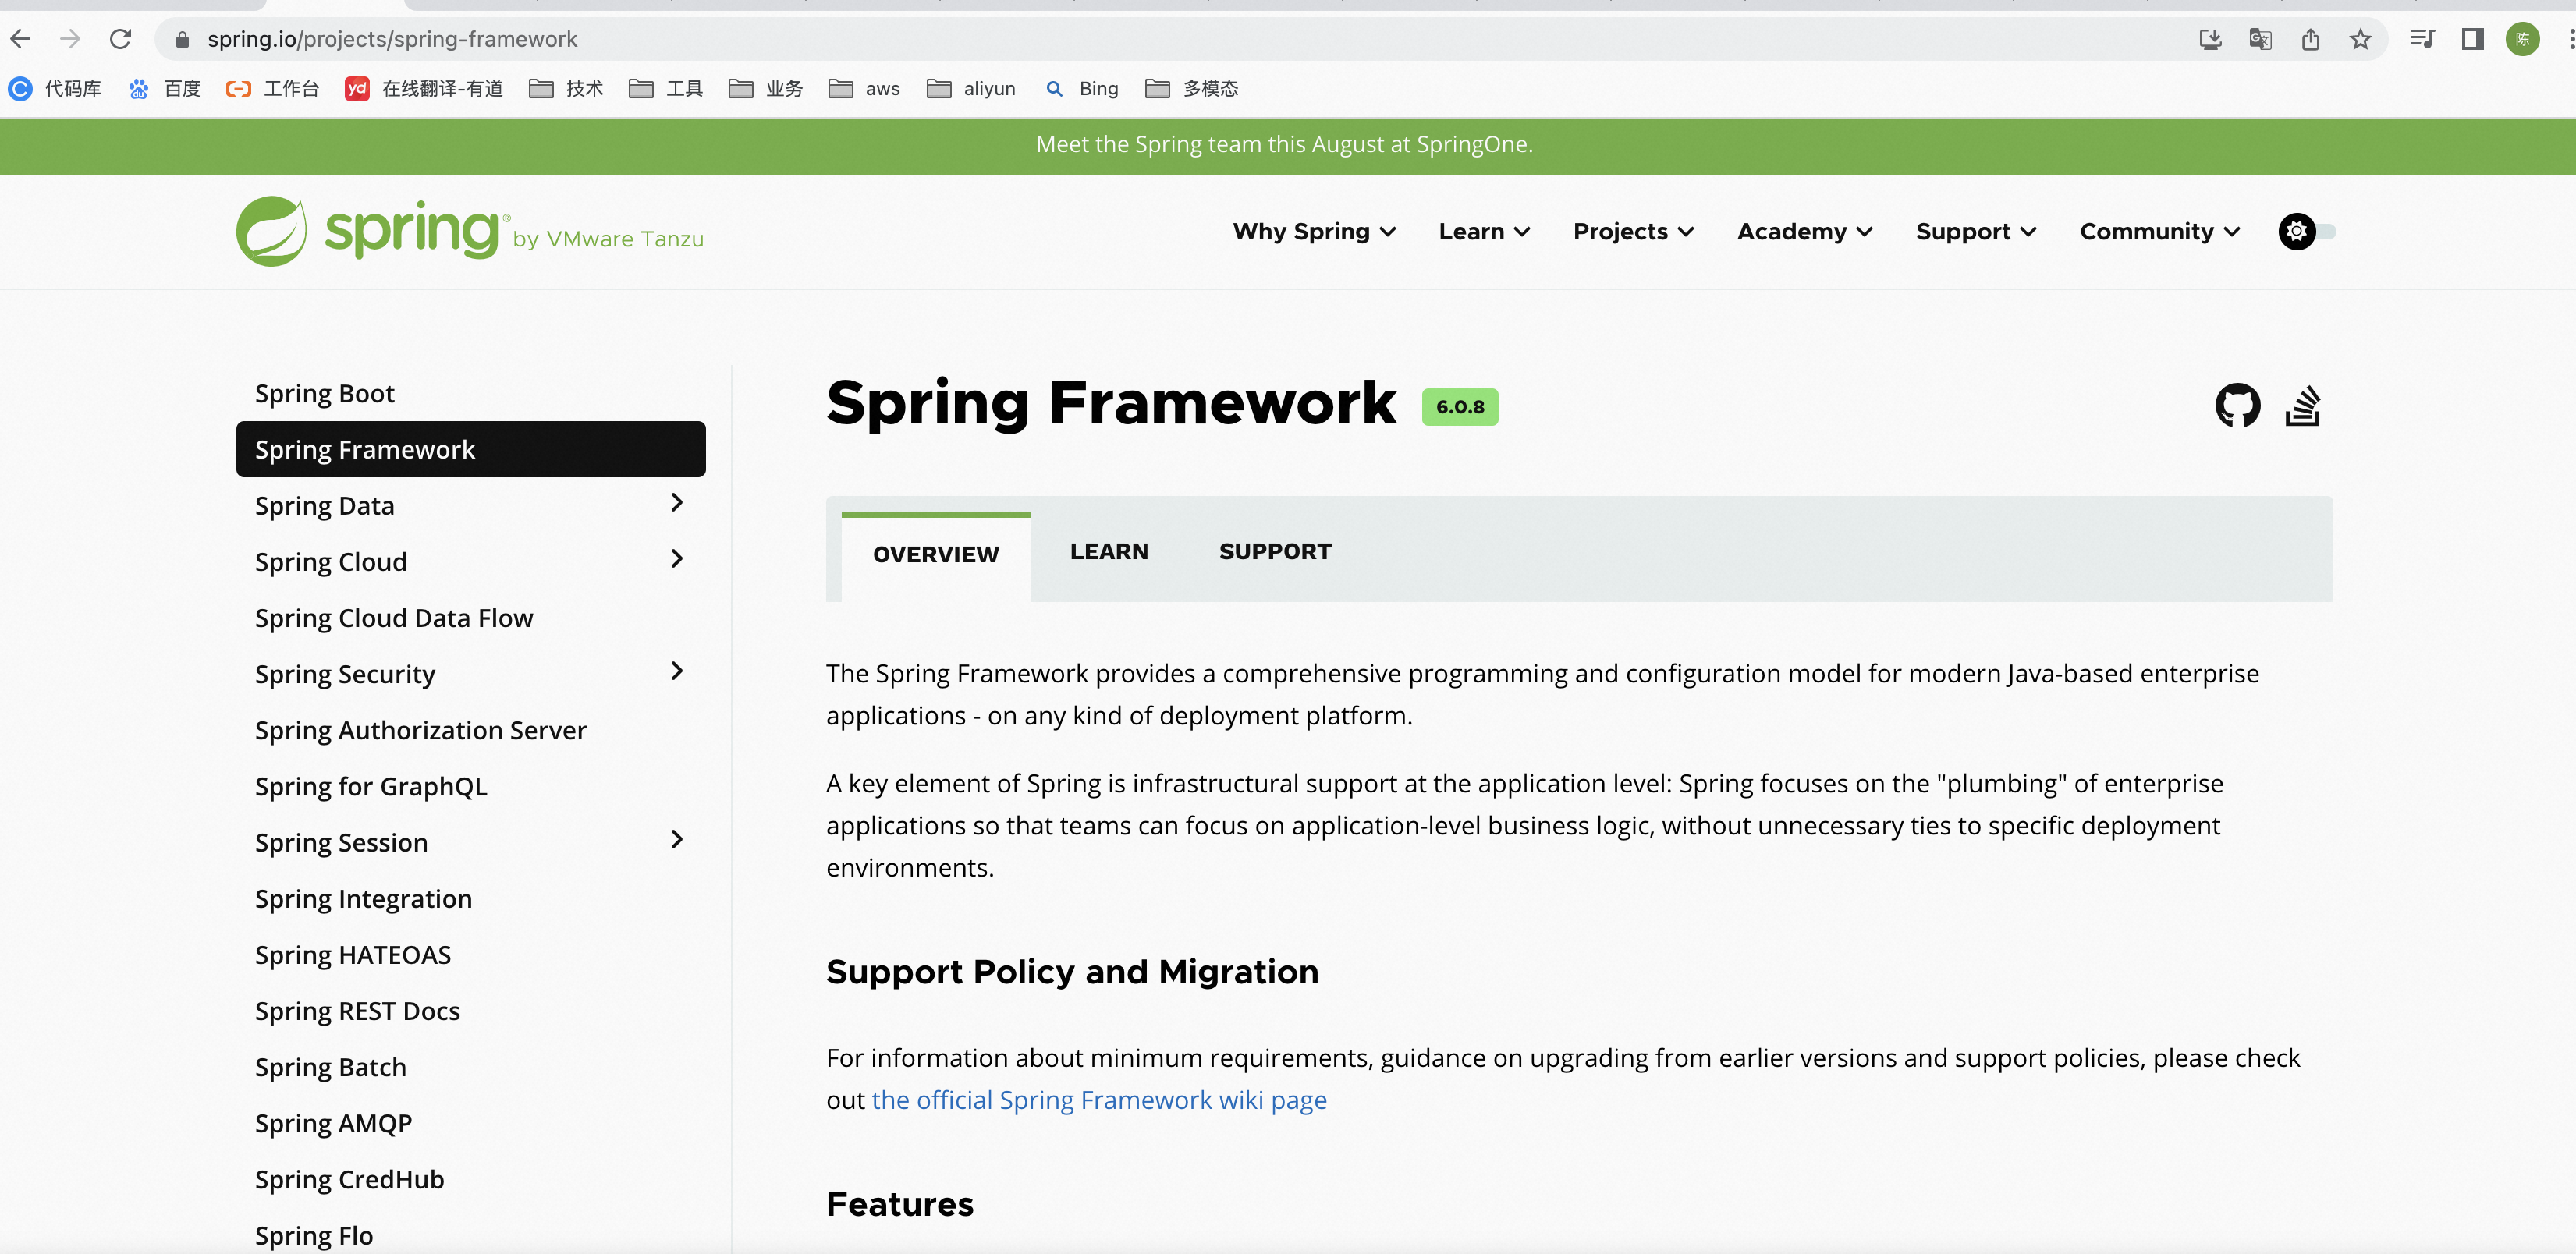 spring.io/projects/spring-framework
陈
代码库 百度 工作台 yd 在线翻译-有道 技术 工具 业务 aws aliyun Bing 多模态
Meet the Spring team this August at SpringOne.
spring® by VMware Tanzu
Why Spring Learn Projects Academy Support Community
Spring Boot
Spring Framework
Spring Data
Spring Cloud
Spring Cloud Data Flow
Spring Security
Spring Authorization Server
Spring for GraphQL
Spring Session
Spring Integration
Spring HATEOAS
Spring REST Docs
Spring Batch
Spring AMQP
Spring CredHub
Spring Flo
Spring Framework 6.0.8
OVERVIEW LEARN SUPPORT
The Spring Framework provides a comprehensive programming and configuration model for modern Java-based enterprise
applications - on any kind of deployment platform.
A key element of Spring is infrastructural support at the application level: Spring focuses on the "plumbing" of enterprise
applications so that teams can focus on application-level business logic, without unnecessary ties to specific deployment
environments.
Support Policy and Migration
For information about minimum requirements, guidance on upgrading from earlier versions and support policies, please check
out the official Spring Framework wiki page
Features